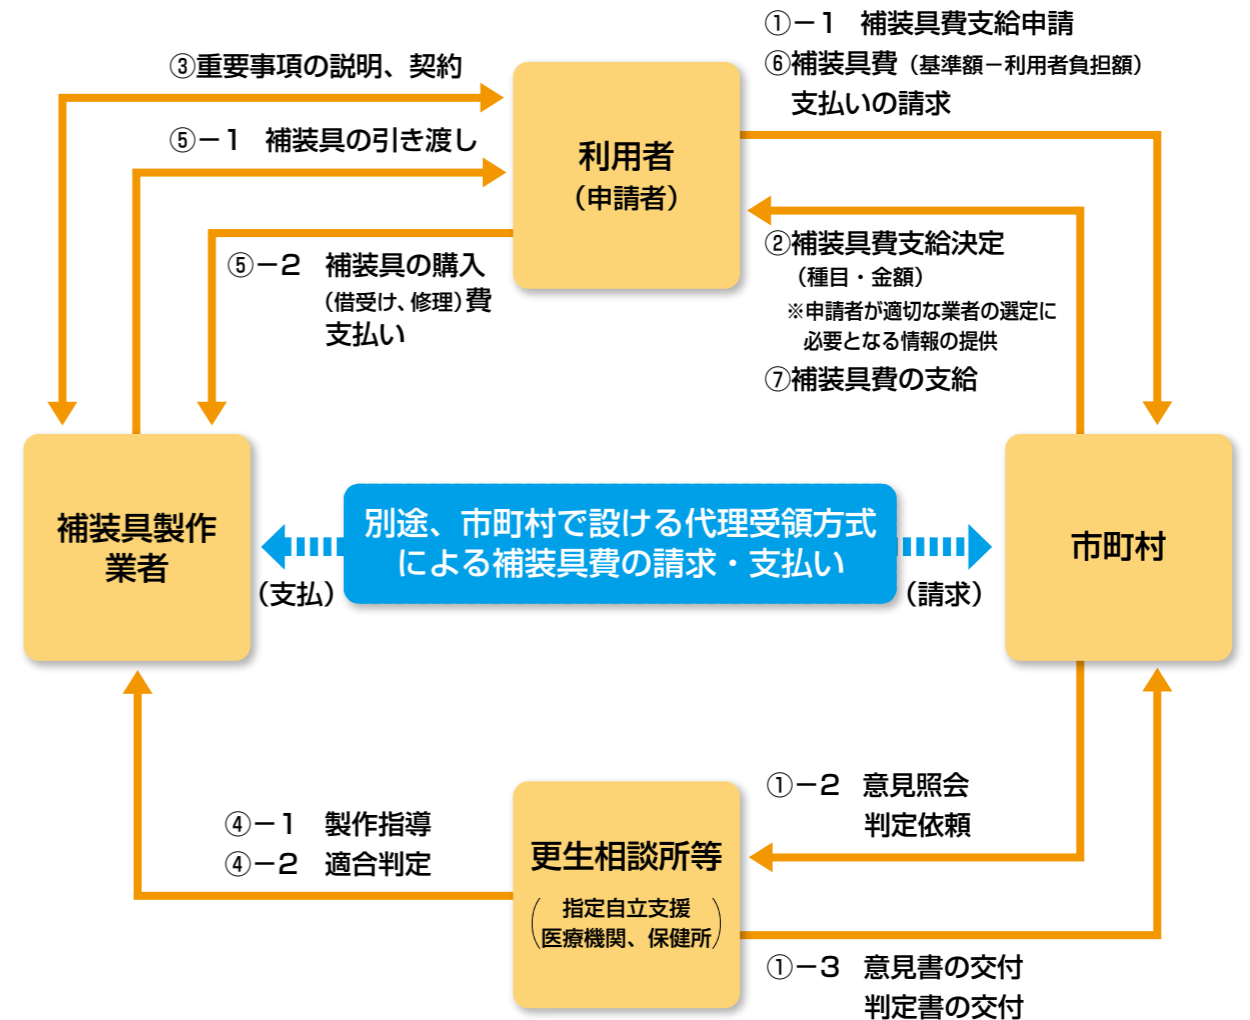 ①－1　補装具費支給申請
⑥補装具費（基準額－利用者負担額）
支払いの請求
③重要事項の説明、契約
⑤－1　補装具の引き渡し
利用者
（申請者）
⑤－2　補装具の購入
（借受け、修理）費
支払い
②補装具費支給決定
（種目・金額）
※申請者が適切な業者の選定に
必要となる情報の提供
⑦補装具費の支給
補装具製作
業者
別途、市町村で設ける代理受領方式
による補装具費の請求・支払い
（支払）
（請求）
市町村
④－1　製作指導
④－2　適合判定
更生相談所等
（指定自立支援
医療機関、保健所）
①－2　意見照会
判定依頼
①－3　意見書の交付
判定書の交付